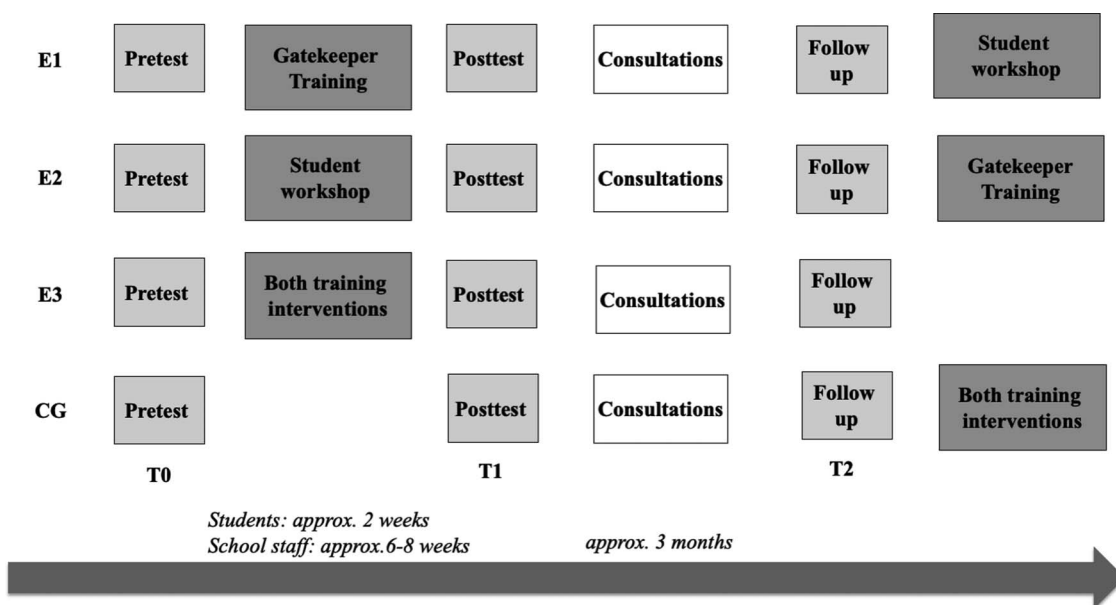 E1
Pretest
Gatekeeper
Training
Posttest
Consultations
Follow
up
Student
workshop
E2
Pretest
Student
workshop
Posttest
Consultations
Follow
up
Gatekeeper
Training
E3
Pretest
Both training
interventions
Posttest
Consultations
Follow
up
CG
Pretest
Posttest
Consultations
Follow
up
Both training
interventions
T0
T1
T2
Students: approx. 2 weeks
School staff: approx.6-8 weeks
approx. 3 months